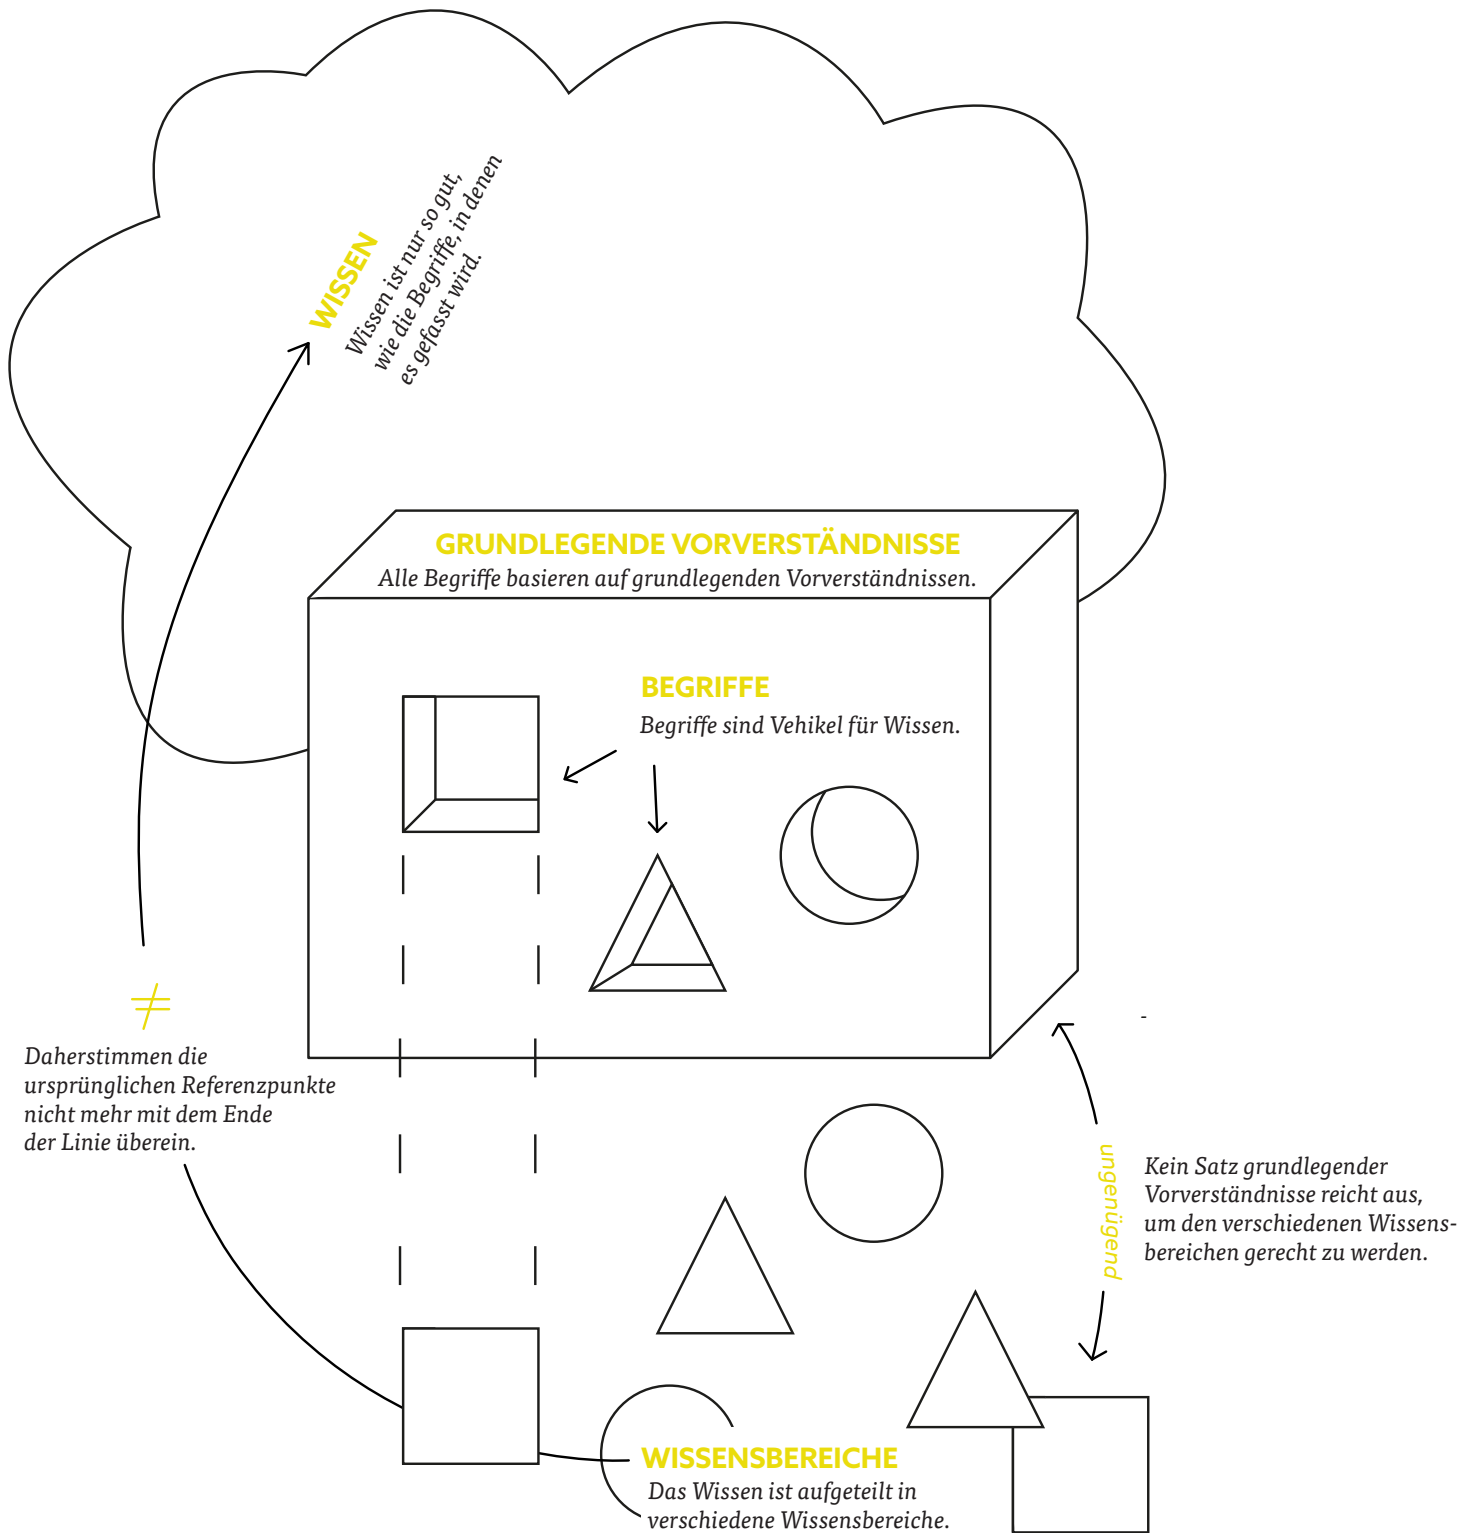 WISSEN
Wissen ist nur so gut,
wie die Begriffe, in denen
es gefasst wird.
GRUNDLEGENDE VORVERSTÄNDNISSE
Alle Begriffe basieren auf grundlegenden Vorverständnissen.
BEGRIFFE
Begriffe sind Vehikel für Wissen.
≠
Daherstimmen die
ursprünglichen Referenzpunkte
nicht mehr mit dem Ende
der Linie überein.
-
ungenügend
Kein Satz grundlegender
Vorverständnisse reicht aus,
um den verschiedenen Wissens-
bereichen gerecht zu werden.
WISSENSBEREICHE
Das Wissen ist aufgeteilt in
verschiedene Wissensbereiche.